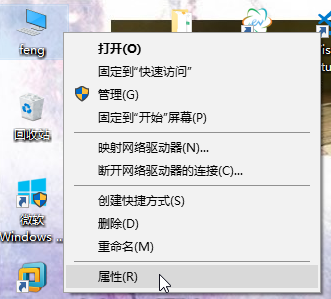 feng
打开(O)
固定到"快速访问"
管理(G)
固定到"开始"屏幕(P)
映射网络驱动器(N)...
断开网络驱动器的连接(C)...
创建快捷方式(S)
删除(D)
重命名(M)
属性(R)
回收站
微软
Windows ...